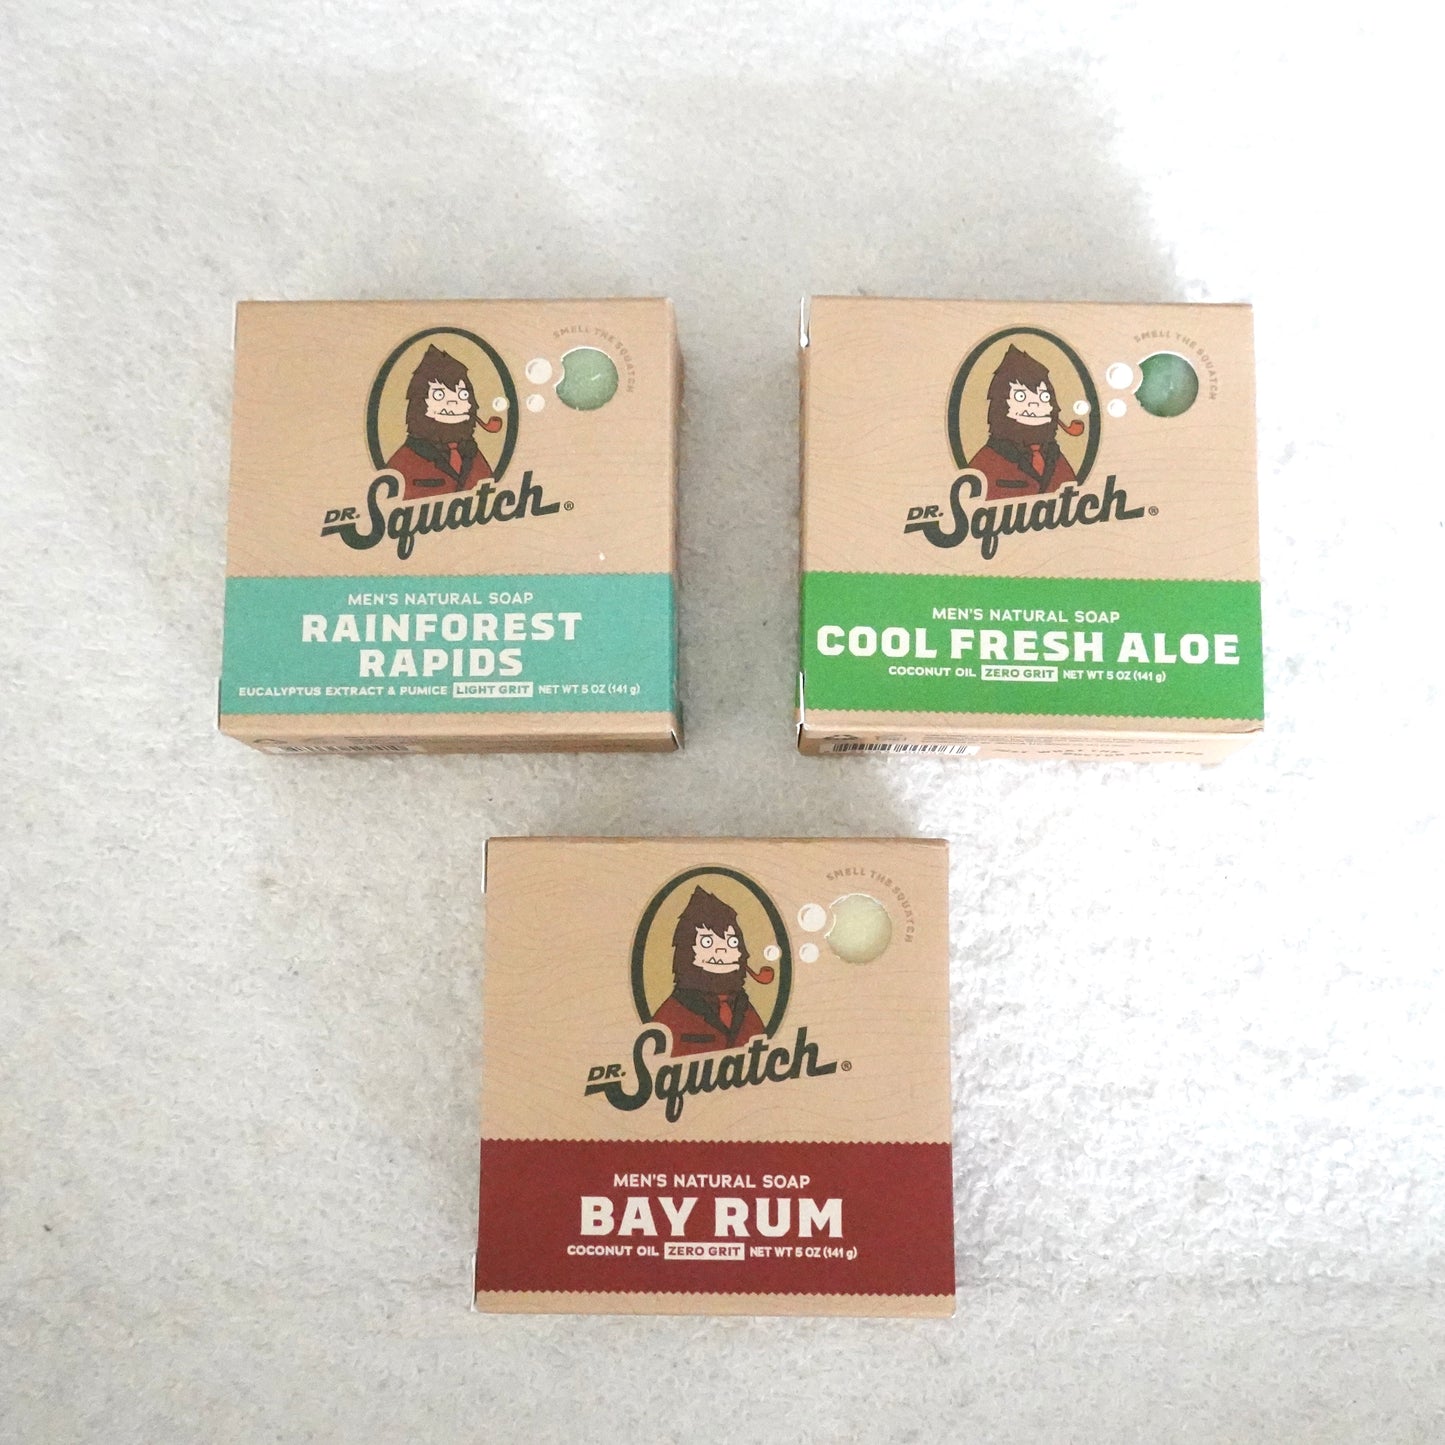 SMELL THE SQUATCH
DR. Squatch®
MEN'S NATURAL SOAP
RAINFOREST
RAPIDS
EUCALYPTUS EXTRACT & PUMICE LIGHT GRIT NET WT 5 OZ (141 g)
SMELL THE SQUATCH
DR. Squatch®
MEN'S NATURAL SOAP
COOL FRESH ALOE
COCONUT OIL ZERO GRIT NET WT 5 OZ (141 g)
SMELL THE SQUATCH
DR. Squatch®
MEN'S NATURAL SOAP
BAY RUM
COCONUT OIL ZERO GRIT NET WT 5 OZ (141 g)